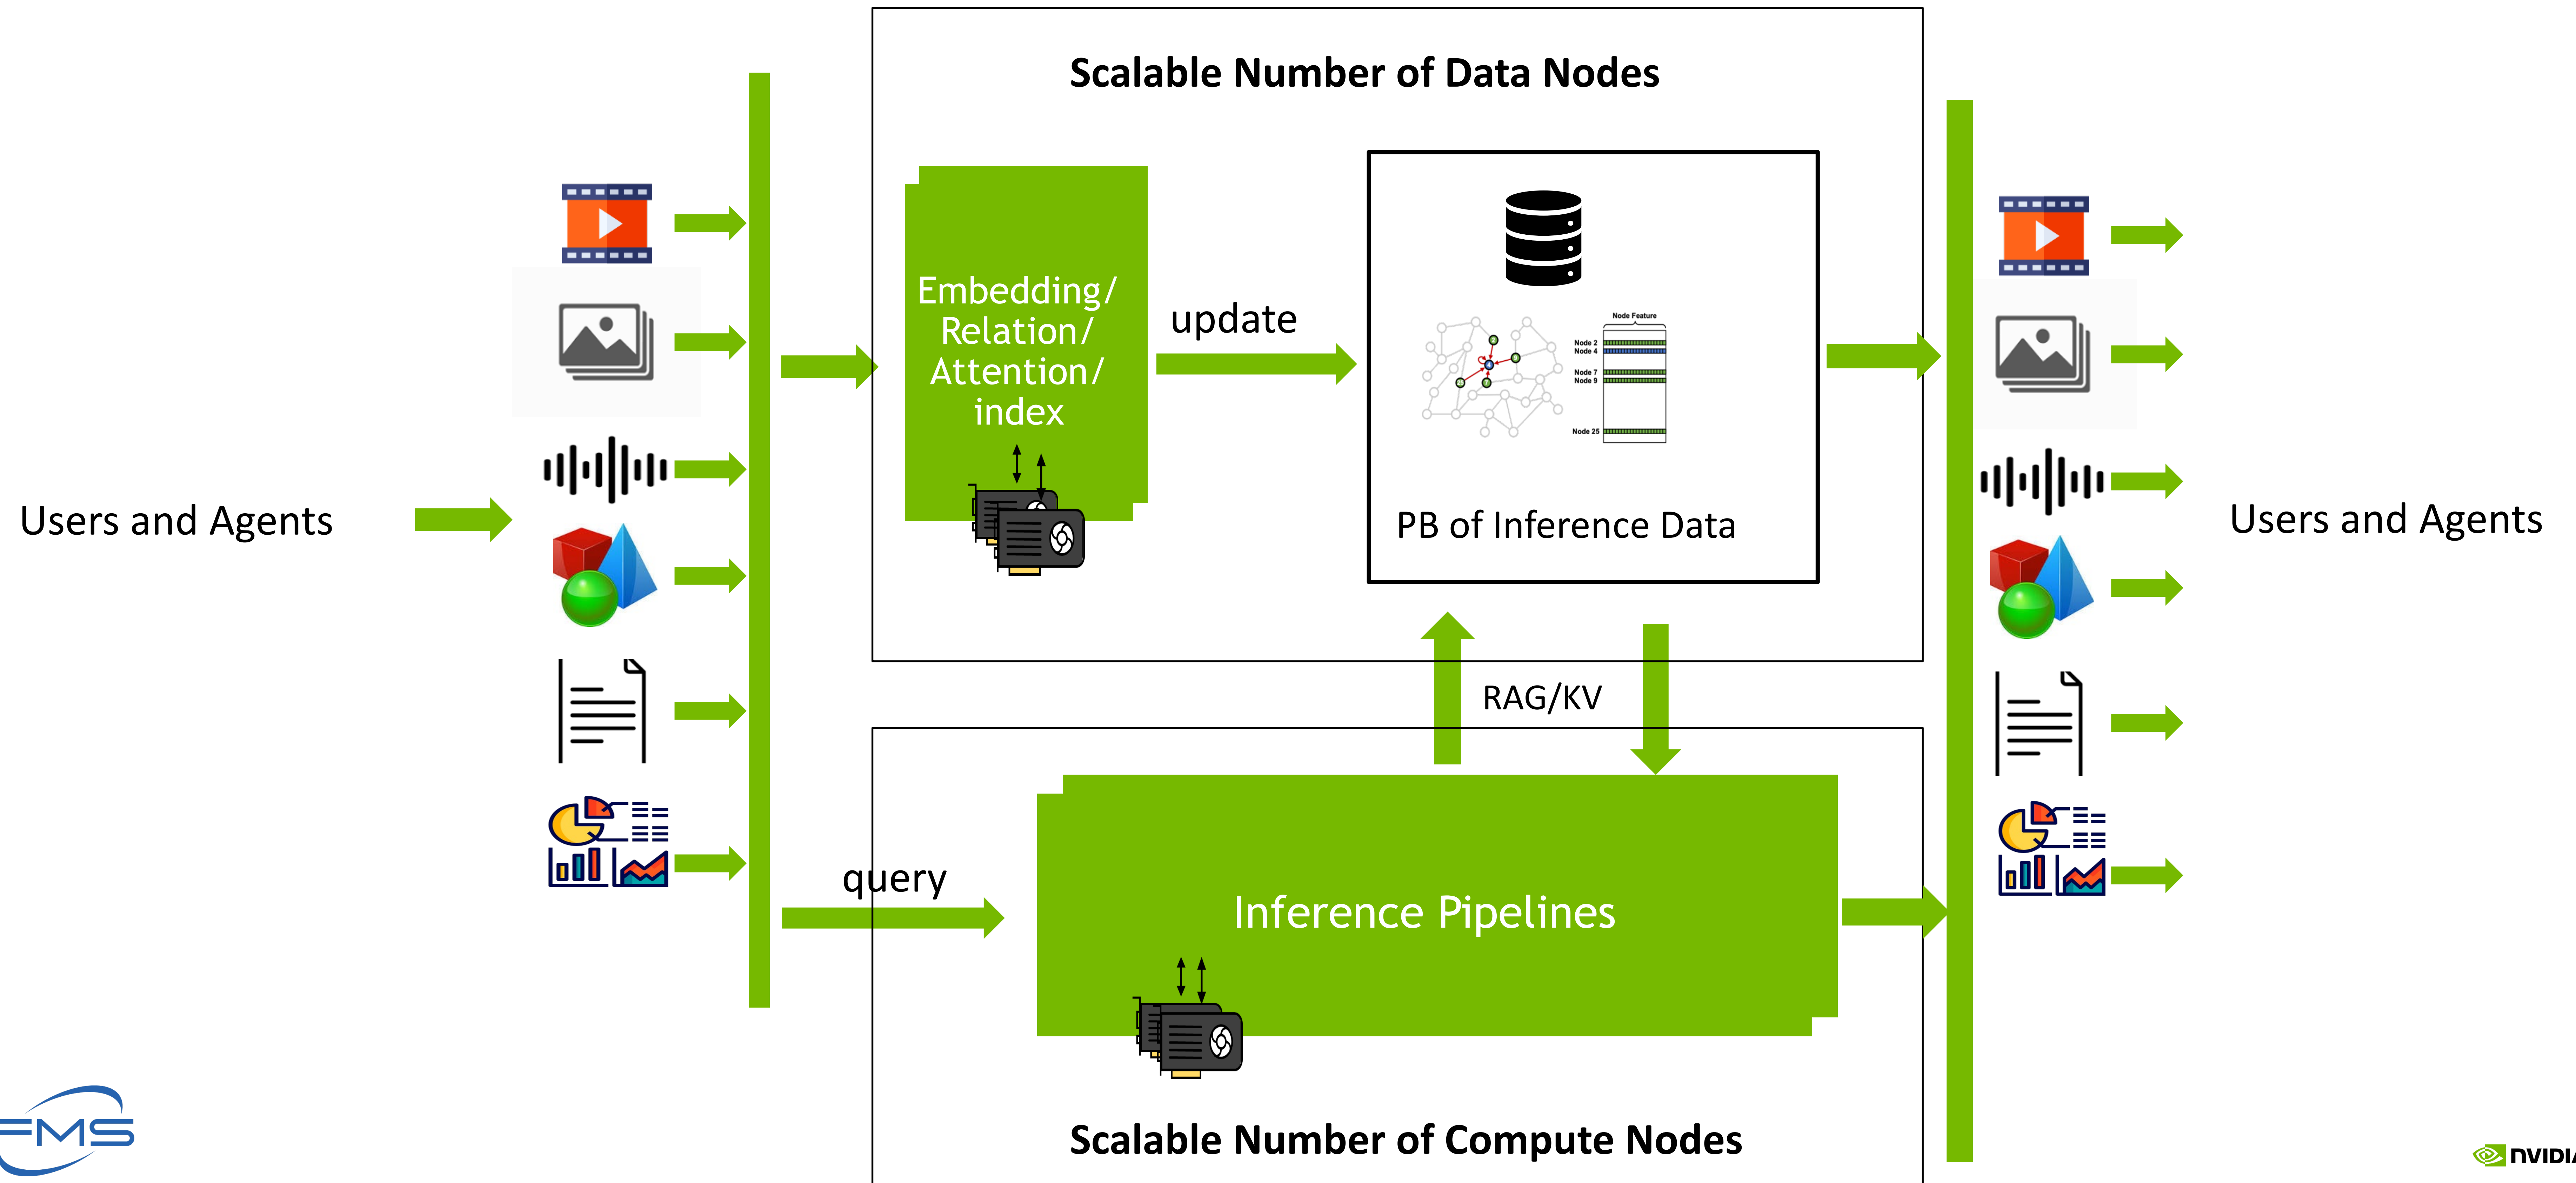 Scalable Number of Data Nodes
Users and Agents
Embedding/
Relation/
Attention/
index
update
Node Feature
Node 2
Node 4
Node 7
Node 9
Node 25
PB of Inference Data
RAG/KV
query
Inference Pipelines
Scalable Number of Compute Nodes
Users and Agents
FMS
NVIDIA